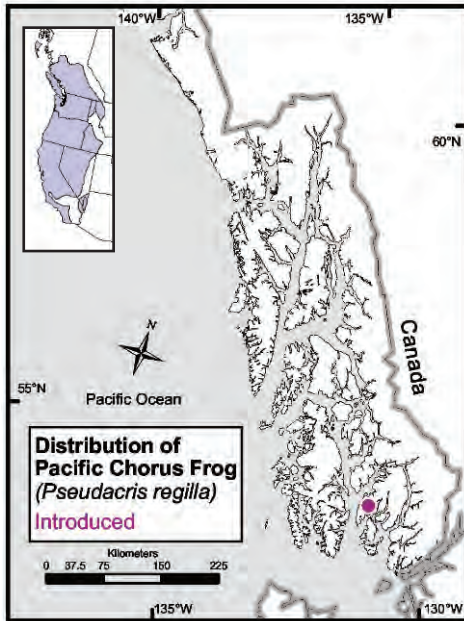 140°W
135°W
60°N
N
Canada
55°N
Pacific Ocean
Distribution of
Pacific Chorus Frog
(Pseudacris regilla)
Introduced
Kilometers
0 37.5 75 150 225
135°W
130°W